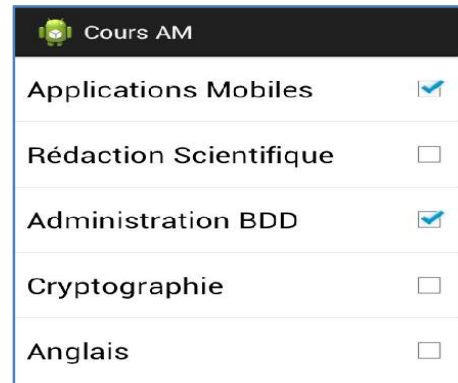 Cours AM
Applications Mobiles
Rédaction Scientifique
Administration BDD
Cryptographie
Anglais